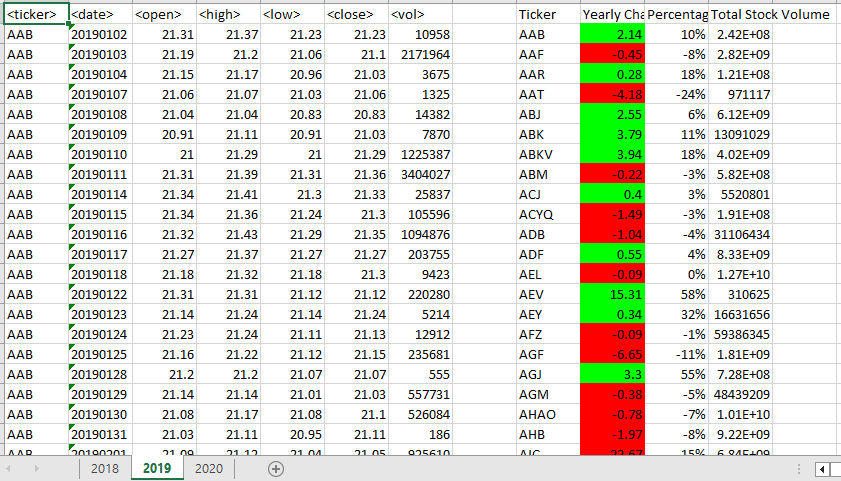 <ticker> <date> <open> <high> <low> <close> <vol> Ticker Yearly Cha Percentag Total Stock Volume
AAB 20190102 21.31 21.37 21.23 21.23 10958 AAB 2.14 10% 2.42E+08
AAB 20190103 21.19 21.2 21.06 21.1 2171964 AAF -0.45 -8% 2.82E+09
AAB 20190104 21.15 21.17 20.96 21.03 3675 AAR 0.28 18% 1.21E+08
AAB 20190107 21.06 21.07 21.03 21.06 1325 AAT -4.18 -24% 971117
AAB 20190108 21.04 21.04 20.83 20.83 14382 ABJ 2.55 6% 6.12E+09
AAB 20190109 20.91 21.11 20.91 21.03 7870 ABK 3.79 11% 13091029
AAB 20190110 21 21.29 21 21.29 1225387 ABKV 3.94 18% 4.02E+09
AAB 20190111 21.31 21.39 21.31 21.36 3404027 ABM -0.22 -3% 5.82E+08
AAB 20190114 21.34 21.41 21.3 21.33 25837 ACJ 0.4 3% 5520801
AAB 20190115 21.34 21.36 21.24 21.3 105596 ACYQ -1.49 -3% 1.91E+08
AAB 20190116 21.32 21.43 21.29 21.35 1094876 ADB -1.04 -4% 31106434
AAB 20190117 21.27 21.37 21.27 21.27 203755 ADF 0.55 4% 8.33E+09
AAB 20190118 21.18 21.32 21.18 21.3 9423 AEL -0.09 0% 1.27E+10
AAB 20190122 21.31 21.31 21.12 21.12 220280 AEV 15.31 58% 310625
AAB 20190123 21.14 21.24 21.14 21.24 5214 AEY 0.34 32% 16631656
AAB 20190124 21.23 21.24 21.11 21.13 12912 AFZ -0.09 -1% 59386345
AAB 20190125 21.16 21.22 21.12 21.15 235681 AGF -6.65 -11% 1.81E+09
AAB 20190128 21.2 21.2 21.07 21.07 555 AGJ 3.3 55% 7.28E+08
AAB 20190129 21.14 21.14 21.01 21.03 557731 AGM -0.38 -5% 48439209
AAB 20190130 21.08 21.17 21.08 21.1 526084 AHAO -0.78 -7% 1.01E+10
AAB 20190131 21.03 21.11 20.95 21.11 186 AHB -1.97 -8% 9.22E+09
AAB 20190201 21.09 21.12 21.04 21.05 925610
2018 2019 2020